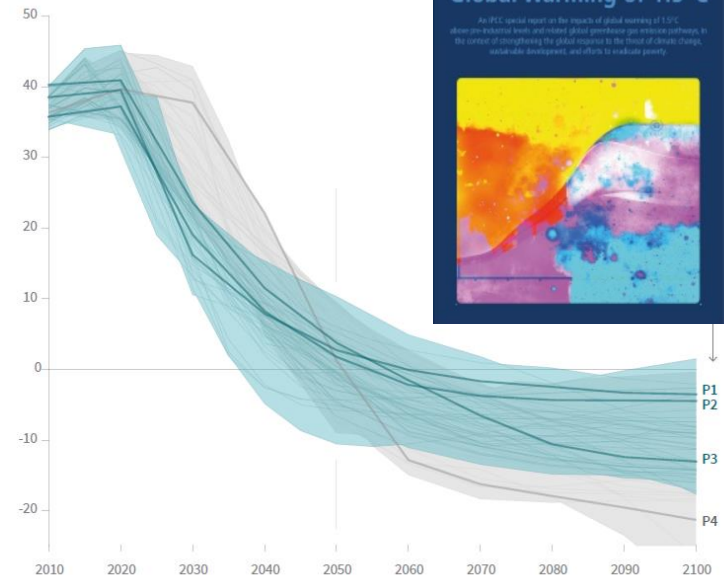 50
40
30
20
10
0
-10
-20
2010 2020 2030 2040 2050 2060 2070 2080 2090 2100
P1
P2
P3
P4
Global Warming of 1.5°C
An IPCC special report on the impacts of global warming of 1.5°C
above pre-industrial levels and related global greenhouse gas emission pathways, in
the context of strengthening the global response to the threat of climate change,
sustainable development, and efforts to eradicate poverty.